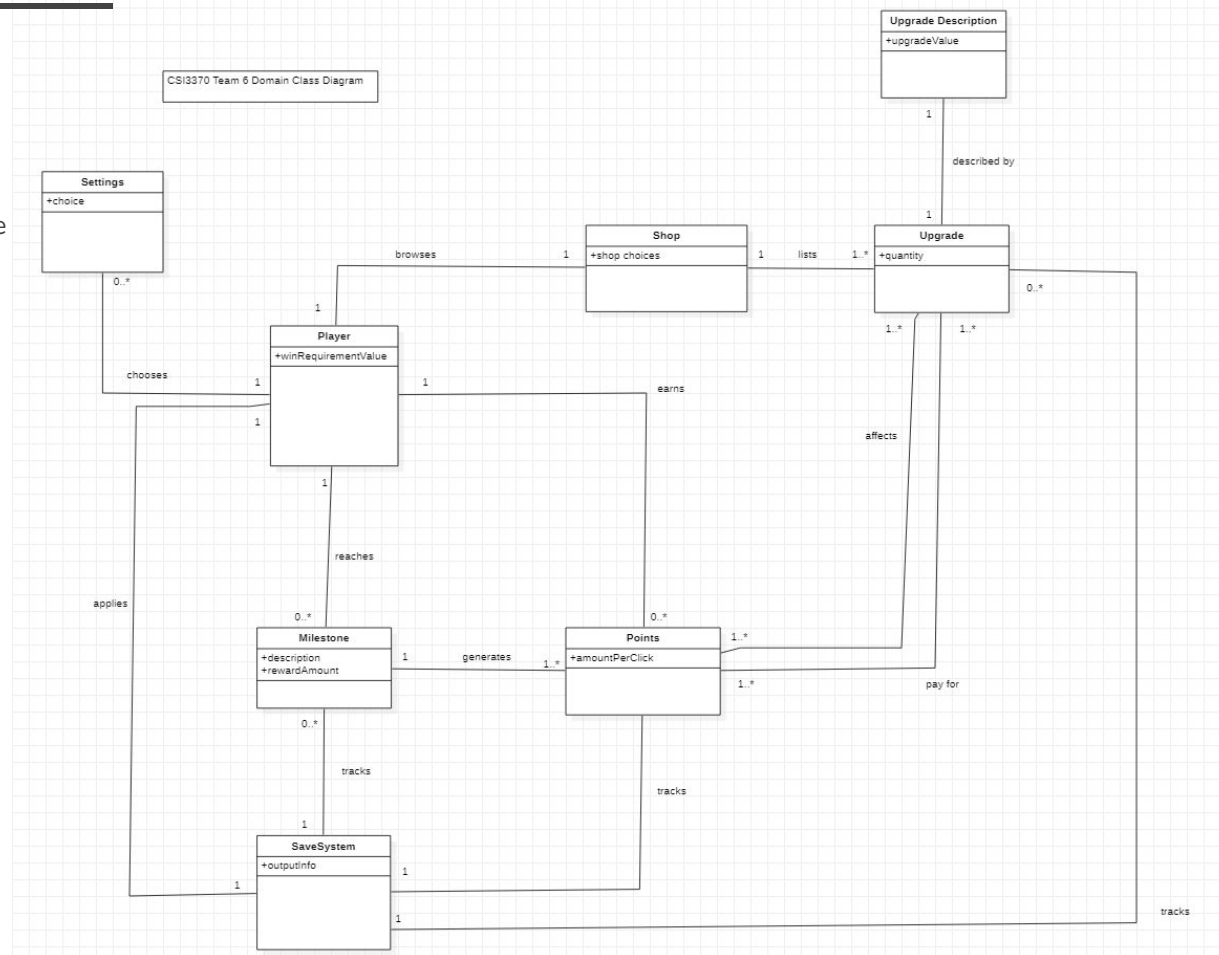 Upgrade Description
+upgradeValue
CSI3370 Team 6 Domain Class Diagram
1
described by
Settings
+choice
e
1
Shop
+shop choices
Upgrade
+quantity
browses
1
1
lists
1..*
0..*
0..*
1
1..*
1..*
Player
+winRequirementValue
chooses
1
1
earns
1
affects
1
reaches
applies
0..*
0..*
Milestone
+description
+rewardAmount
Points
+amountPerClick
1..*
1
generates
1..*
1..*
pay for
0..*
tracks
tracks
1
SaveSystem
+outputInfo
1
1
1
tracks